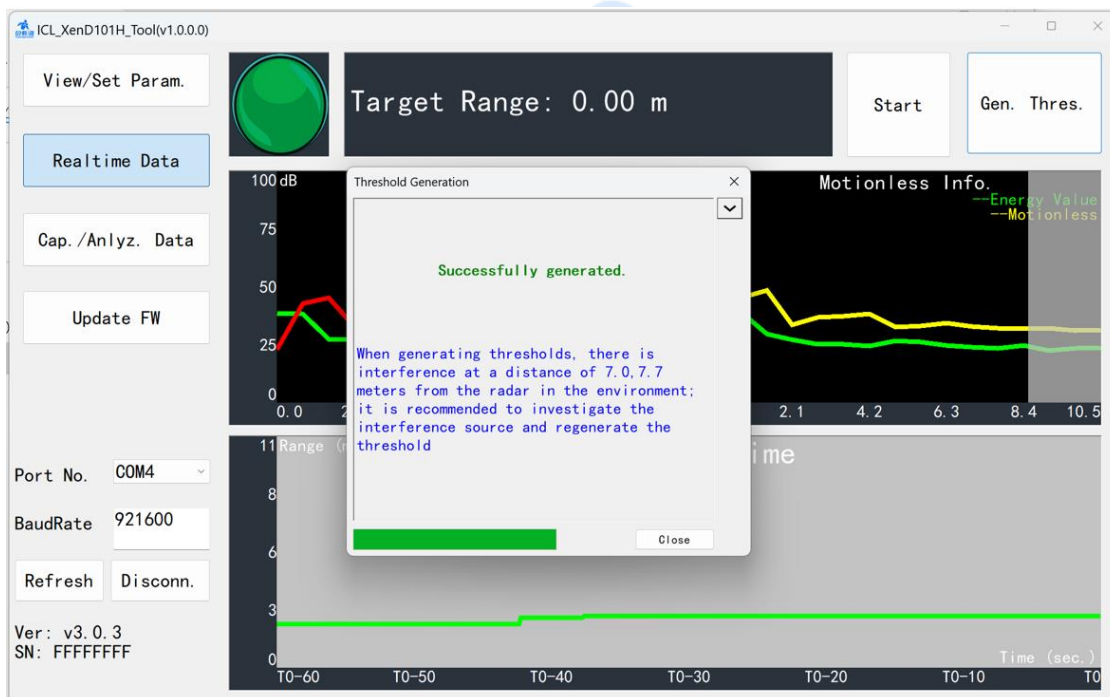 ICL_XenD101H_Tool(v1.0.0.0)
View/Set Param.
Realtime Data
Cap./Anlyz. Data
Update FW
Port No.
COM4
BaudRate
921600
Refresh
Disconn.
Ver: v3.0.3
SN: FFFFFFFF
Target Range: 0.00 m
Start
Gen. Thres.
100 dB
75
50
25
0
0.0
Motionless Info.
--Energy Value
--Motionless
2.1 4.2 6.3 8.4 10.5
Threshold Generation
Successfully generated.
When generating thresholds, there is
interference at a distance of 7.0,7.7
meters from the radar in the environment;
it is recommended to investigate the
interference source and regenerate the
threshold
Close
11
Range
8
6
3
0
Time (sec.)
T0-60 T0-50 T0-40 T0-30 T0-20 T0-10 T0